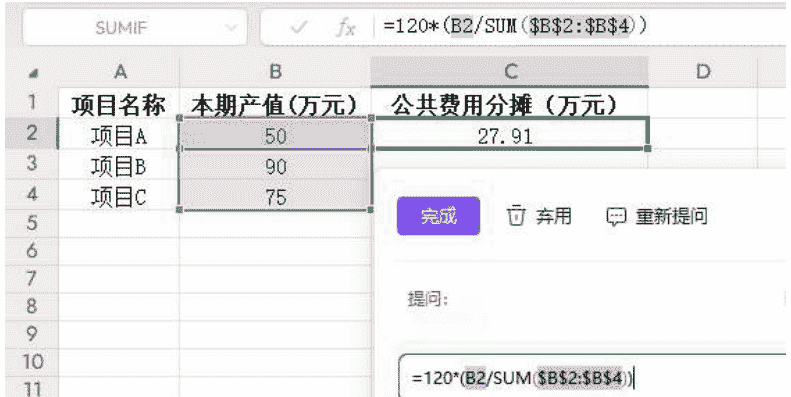 SUMIF fx =120*(B2/SUM($B$2:$B$4))
A B C D
1 项目名称 本期产值(万元) 公共费用分摊（万元）
2 项目A 50 27.91
3 项目B 90
4 项目C 75
5
6
7
8
9
10
11
完成 弃用 重新提问
提问:
=120*(B2/SUM($B$2:$B$4))